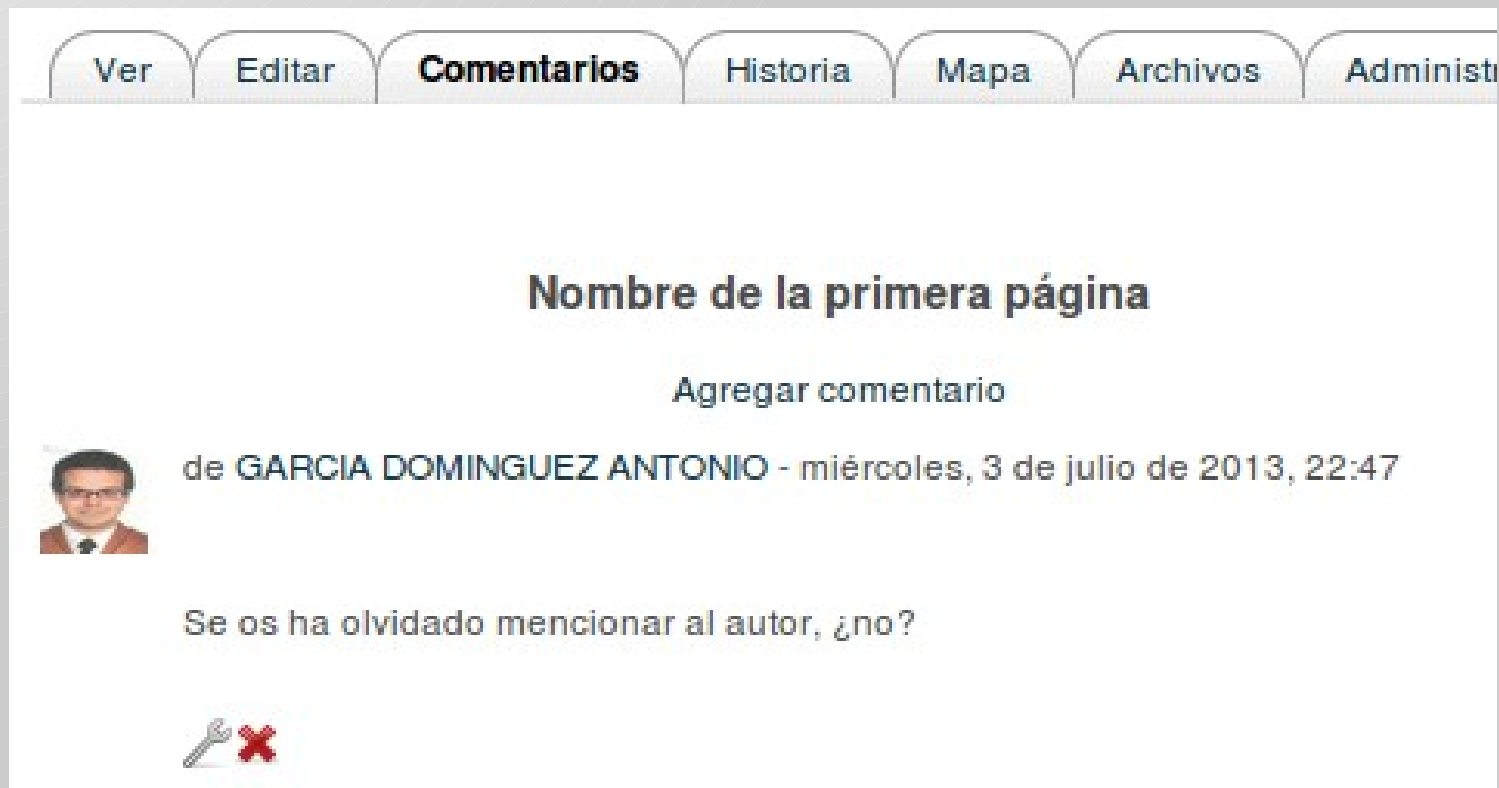 Ver Editar Comentarios Historia Mapa Archivos Administr
Nombre de la primera página
Agregar comentario
de GARCIA DOMINGUEZ ANTONIO - miércoles, 3 de julio de 2013, 22:47
Se os ha olvidado mencionar al autor, ¿no?